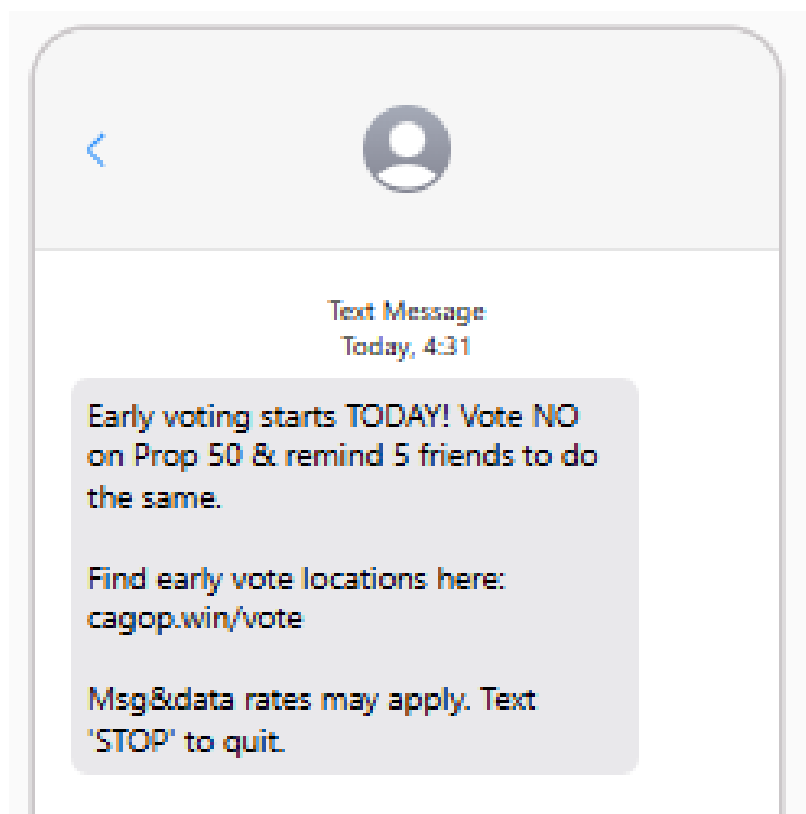 Text Message
Today, 4:31
Early voting starts TODAY! Vote NO
on Prop 50 & remind 5 friends to do
the same.
Find early vote locations here:
cagop.win/vote
Msg&data rates may apply. Text
'STOP' to quit.